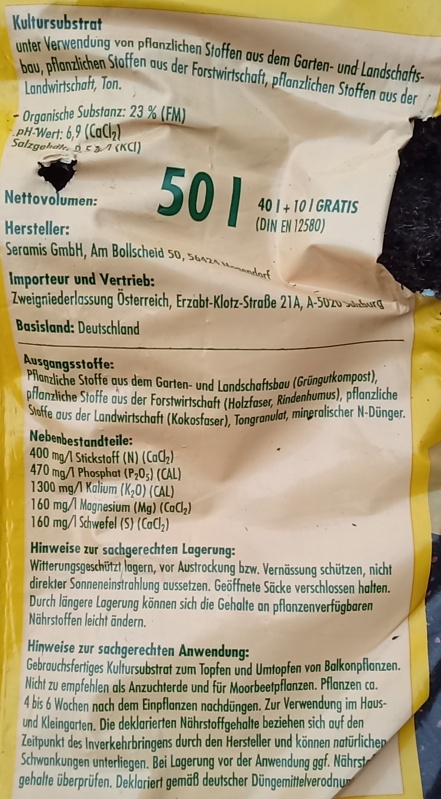 Kultursubstrat
unter Verwendung von pflanzlichen Stoffen aus dem Garten- und Landschafts-
bau, pflanzlichen Stoffen aus der Forstwirtschaft, pflanzlichen Stoffen aus der
Landwirtschaft, Ton.
- Organische Substanz: 23 % (FM)
pH-Wert: 6,9 (CaCl₂)
(KCl)
Nettovolumen:
50 l
40 l + 10 l GRATIS
(DIN EN 12580)
Hersteller:
Seramis GmbH, Am Bollscheid 50, 56424
Importeur und Vertrieb:
Zweigniederlassung Österreich, Erzabt-Klotz-Straße 21A, A-5020 Salzburg
Basisland: Deutschland
Ausgangsstoffe:
Pflanzliche Stoffe aus dem Garten- und Landschaftsbau (Grüngutkompost),
pflanzliche Stoffe aus der Forstwirtschaft (Holzfaser, Rindenhumus), pflanzliche
Stoffe aus der Landwirtschaft (Kokosfaser), Tongranulat, mineralischer N-Dünger.
Nebenbestandteile:
400 mg/l Stickstoff (N) (CaCl₂)
470 mg/l Phosphat (P₂O₅) (CAL)
1300 mg/l Kalium (K₂O) (CAL)
160 mg/l Magnesium (Mg) (CaCl₂)
160 mg/l Schwefel (S) (CaCl₂)
Hinweise zur sachgerechten Lagerung:
Witterungsgeschützt lagern, vor Austrockung bzw. Vernässung schützen, nicht
direkter Sonneneinstrahlung aussetzen. Geöffnete Säcke verschlossen halten.
Durch längere Lagerung können sich die Gehalte an pflanzenverfügbaren
Nährstoffen leicht ändern.
Hinweise zur sachgerechten Anwendung:
Gebrauchsfertiges Kultursubstrat zum Topfen und Umtopfen von Balkonpflanzen.
Nicht zu empfehlen als Anzuchterde und für Moorbeetpflanzen. Pflanzen ca.
4 bis 6 Wochen nach dem Einpflanzen nachdüngen. Zur Verwendung im Haus-
und Kleingarten. Die deklarierten Nährstoffgehalte beziehen sich auf den
Zeitpunkt des Inverkehrbringens durch den Hersteller und können natürlichen
Schwankungen unterliegen. Bei Lagerung vor der Anwendung ggf. Nährst
gehalte überprüfen. Deklariert gemäß deutscher Düngemittelverodnun